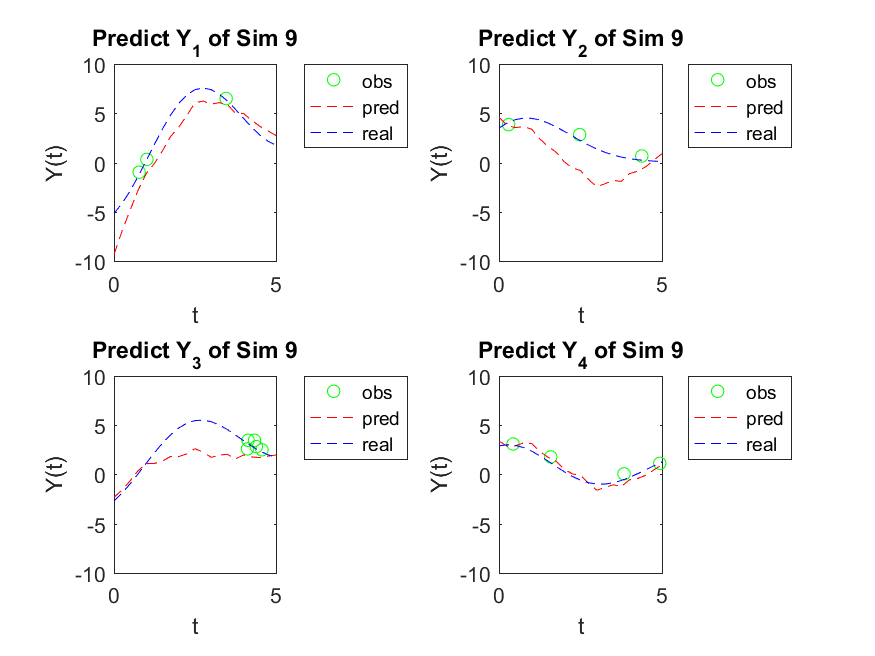 Predict Y1 of Sim 9
10
5
0
-5
-10
0
5
Y(t)
t
obs
pred
real
Predict Y2 of Sim 9
10
5
0
-5
-10
0
5
Y(t)
t
obs
pred
real
Predict Y3 of Sim 9
10
5
0
-5
-10
0
5
Y(t)
t
obs
pred
real
Predict Y4 of Sim 9
10
5
0
-5
-10
0
5
Y(t)
t
obs
pred
real